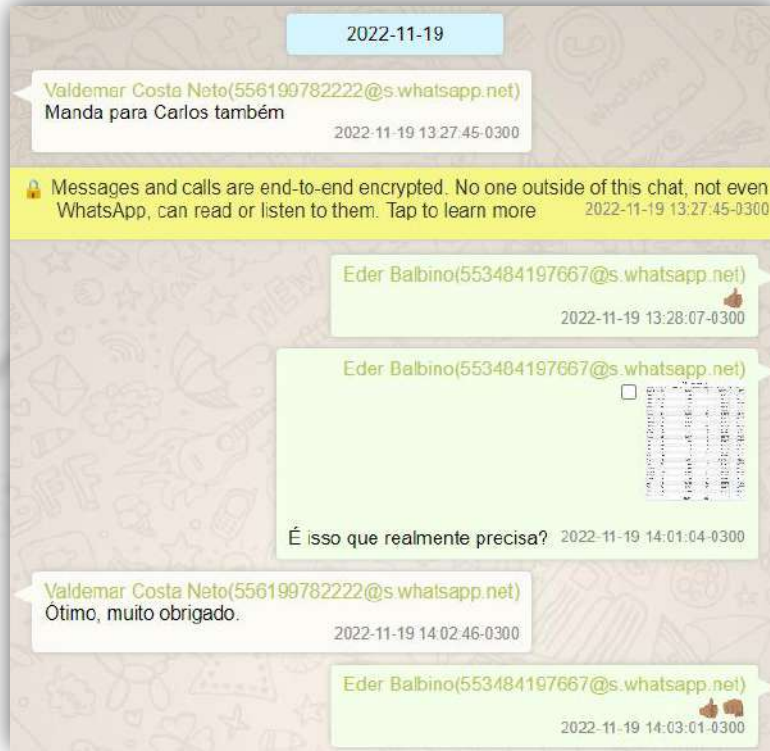 2022-11-19
Valdemar Costa Neto(556199782222@s.whatsapp.net)
Manda para Carlos também
2022-11-19 13:27:45-0300
🔒 Messages and calls are end-to-end encrypted. No one outside of this chat, not even
WhatsApp, can read or listen to them. Tap to learn more 2022-11-19 13:27:45-0300
Eder Balbino(553484197667@s.whatsapp.net)
👍🏽
2022-11-19 13:28:07-0300
Eder Balbino(553484197667@s.whatsapp.net)
É isso que realmente precisa? 2022-11-19 14:01:04-0300
Valdemar Costa Neto(556199782222@s.whatsapp.net)
Ótimo, muito obrigado.
2022-11-19 14:02:46-0300
Eder Balbino(553484197667@s.whatsapp.net)
👍🏽👊🏽
2022-11-19 14:03:01-0300